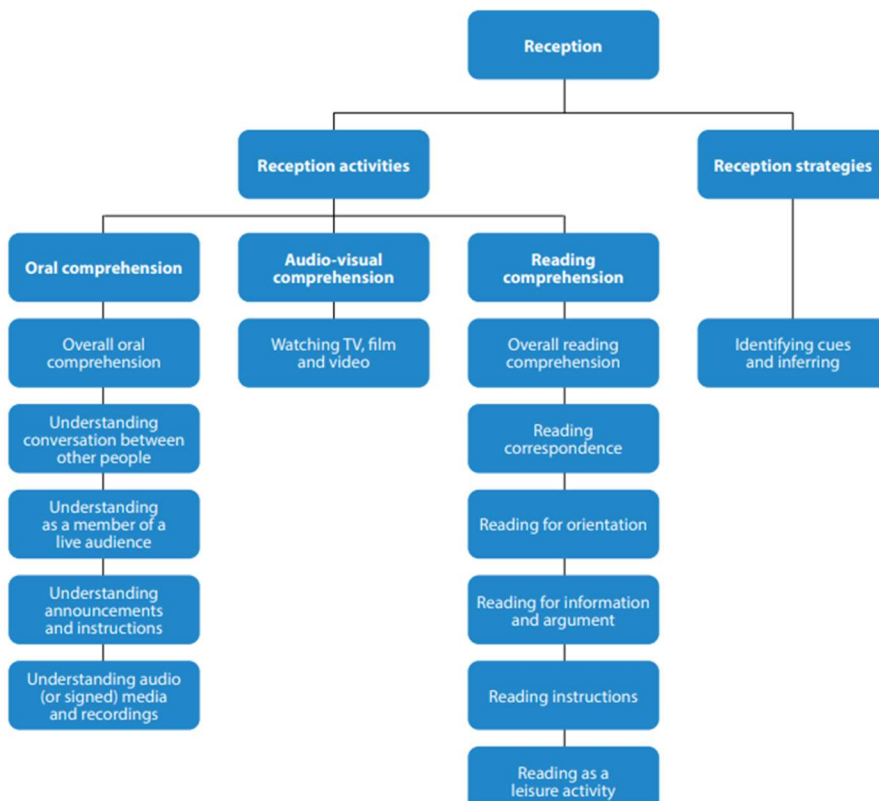 Reception
Reception activities
Reception strategies
Oral comprehension
Audio-visual
comprehension
Reading
comprehension
Overall oral
comprehension
Watching TV, film
and video
Overall reading
comprehension
Identifying cues
and inferring
Understanding
conversation between
other people
Reading
correspondence
Understanding
as a member of a
live audience
Reading for orientation
Understanding
announcements
and instructions
Reading for information
and argument
Understanding audio
(or signed) media
and recordings
Reading instructions
Reading as a
leisure activity